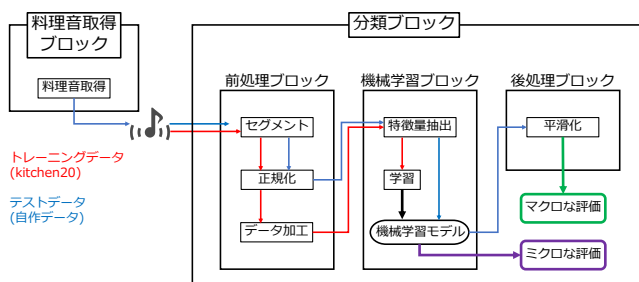 料理音取得
ブロック
料理音取得
トレーニングデータ
(kitchen20)
テストデータ
(自作データ)
分類ブロック
前処理ブロック
セグメント
正規化
データ加工
機械学習ブロック
特徴量抽出
学習
機械学習モデル
後処理ブロック
平滑化
マクロな評価
ミクロな評価